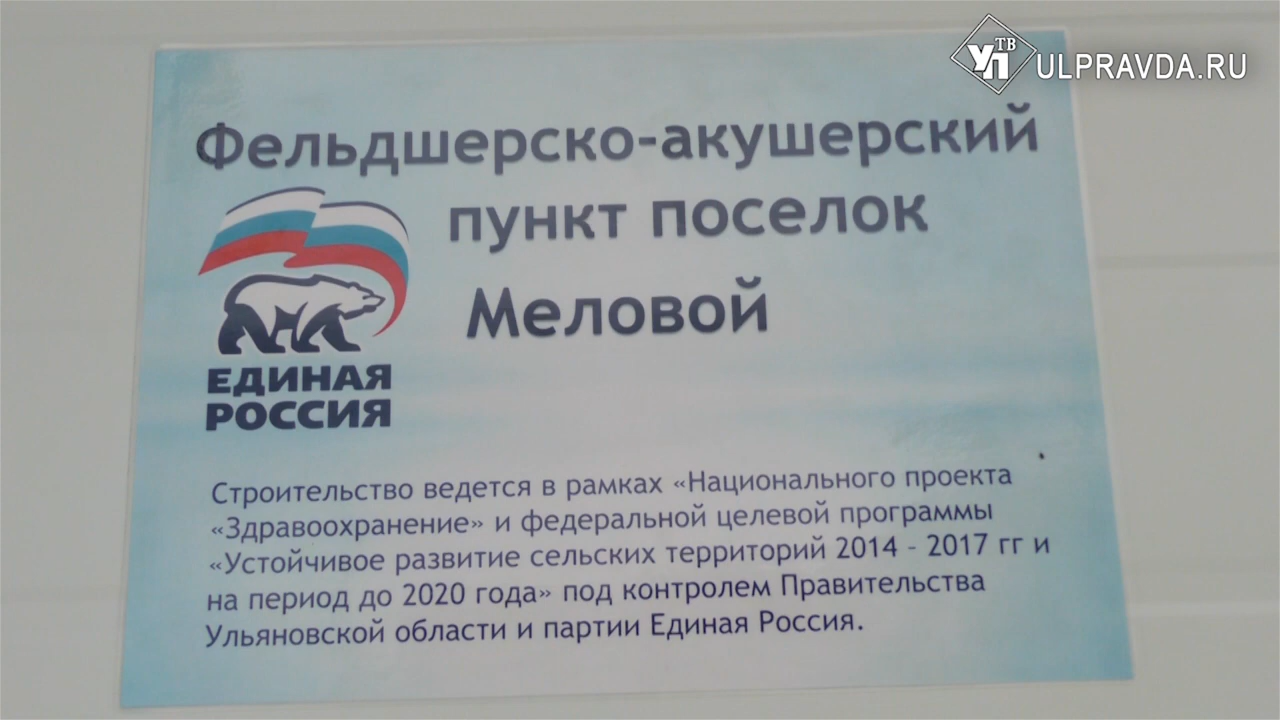 УП ТВ ULPRAVDA.RU
Фельдшерско-акушерский
пункт поселок
Меловой
ЕДИНАЯ
РОССИЯ
Строительство ведется в рамках «Национального проекта
«Здравоохранение» и федеральной целевой программы
«Устойчивое развитие сельских территорий 2014 – 2017 гг и
на период до 2020 года» под контролем Правительства
Ульяновской области и партии Единая Россия.